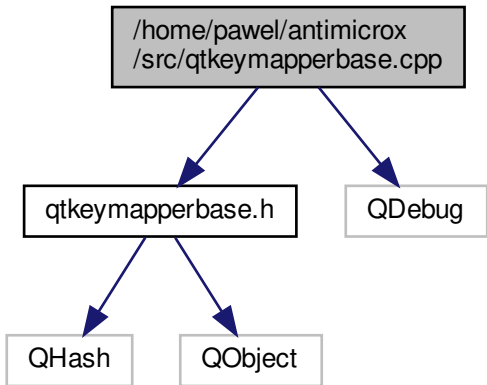 /home/pawel/antimicrox
/src/qtkeymapperbase.cpp
qtkeymapperbase.h
QDebug
QHash
QObject